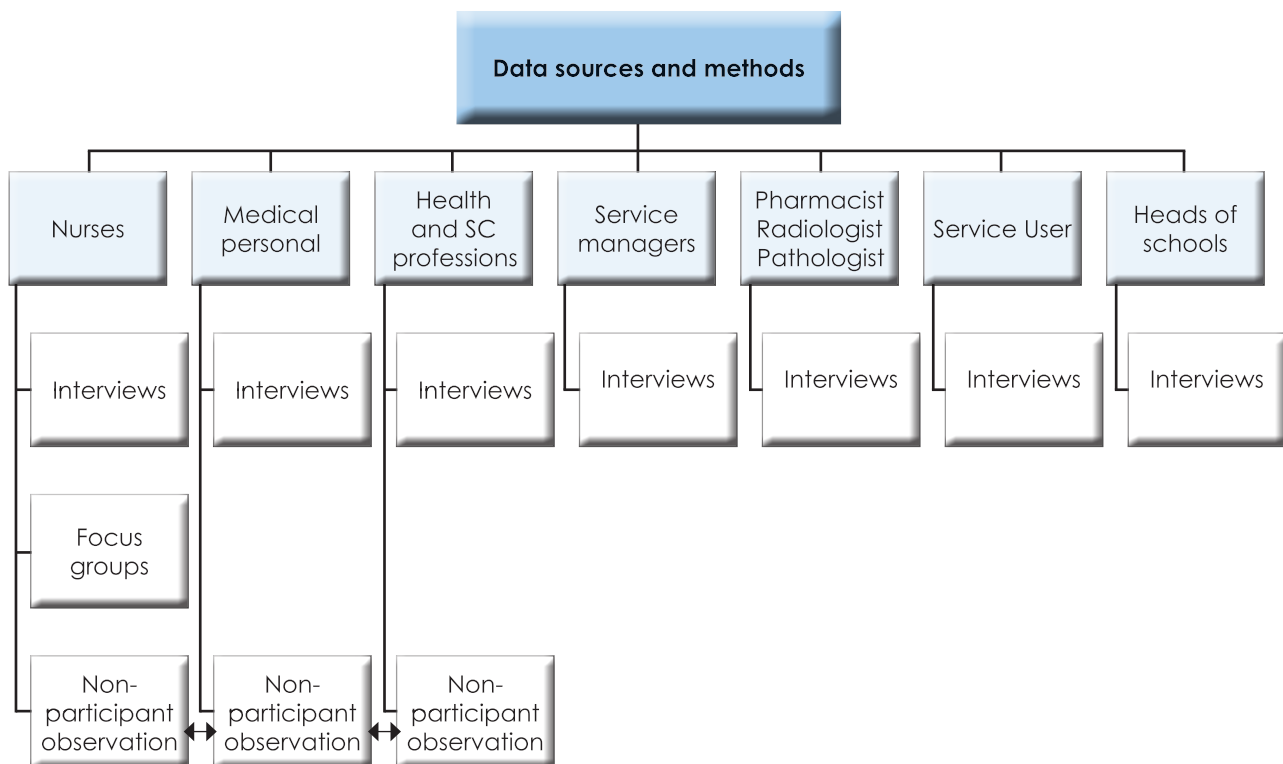 Data sources and methods
Nurses
Medical
personal
Health
and SC
professions
Service
managers
Pharmacist
Radiologist
Pathologist
Service User
Heads of
schools
Interviews
Interviews
Interviews
Interviews
Interviews
Interviews
Interviews
Focus
groups
Non-
participant
observation
Non-
participant
observation
Non-
participant
observation